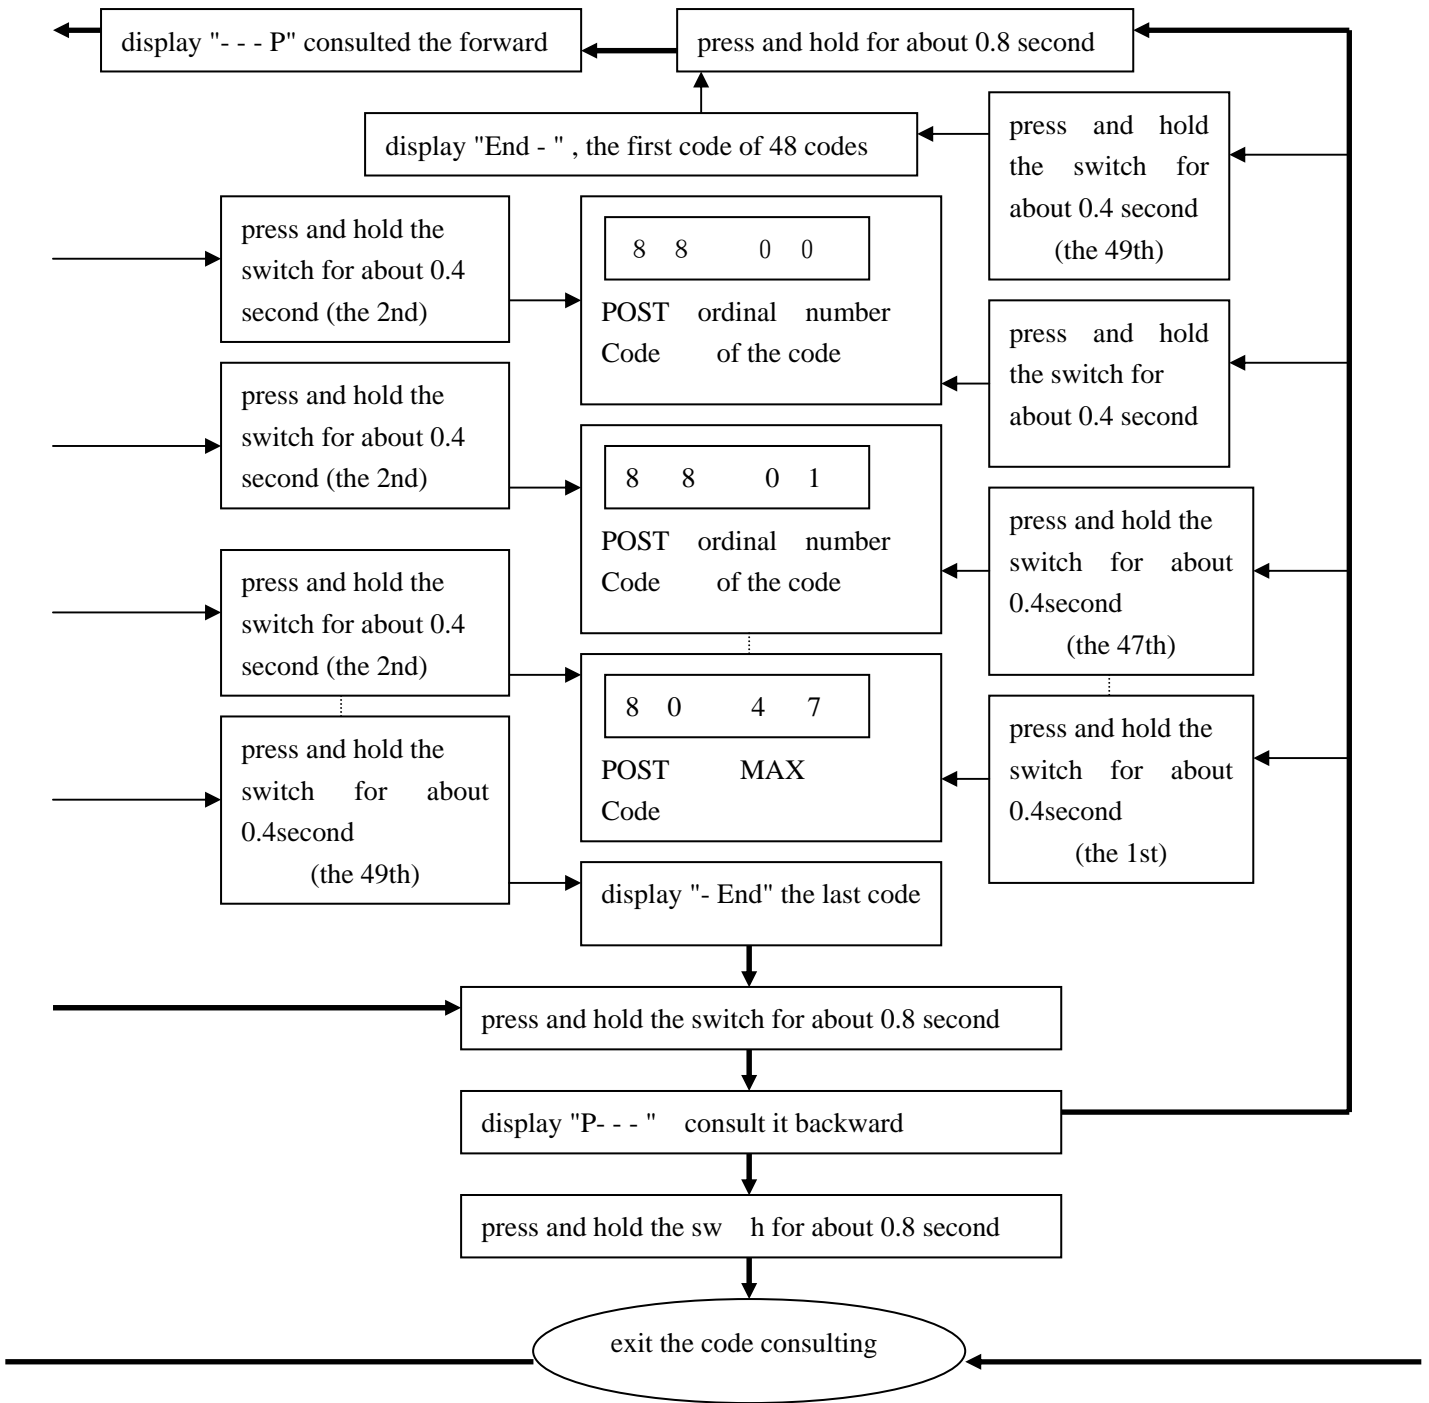 display "- - - P" consulted the forward
press and hold for about 0.8 second
display "End - " , the first code of 48 codes
press and hold
the switch for
about 0.4 second
(the 49th)
press and hold the
switch for about 0.4
second (the 2nd)
8 8 0 0
POST ordinal number
Code of the code
press and hold
the switch for
about 0.4 second
press and hold the
switch for about 0.4
second (the 2nd)
8 8 0 1
POST ordinal number
Code of the code
press and hold the
switch for about
0.4second
(the 47th)
press and hold the
switch for about 0.4
second (the 2nd)
8 0 4 7
POST MAX
Code
press and hold the
switch for about
0.4second
(the 1st)
press and hold the
switch for about
0.4second
(the 49th)
display "- End" the last code
press and hold the switch for about 0.8 second
display "P- - - " consult it backward
press and hold the sw h for about 0.8 second
exit the code consulting